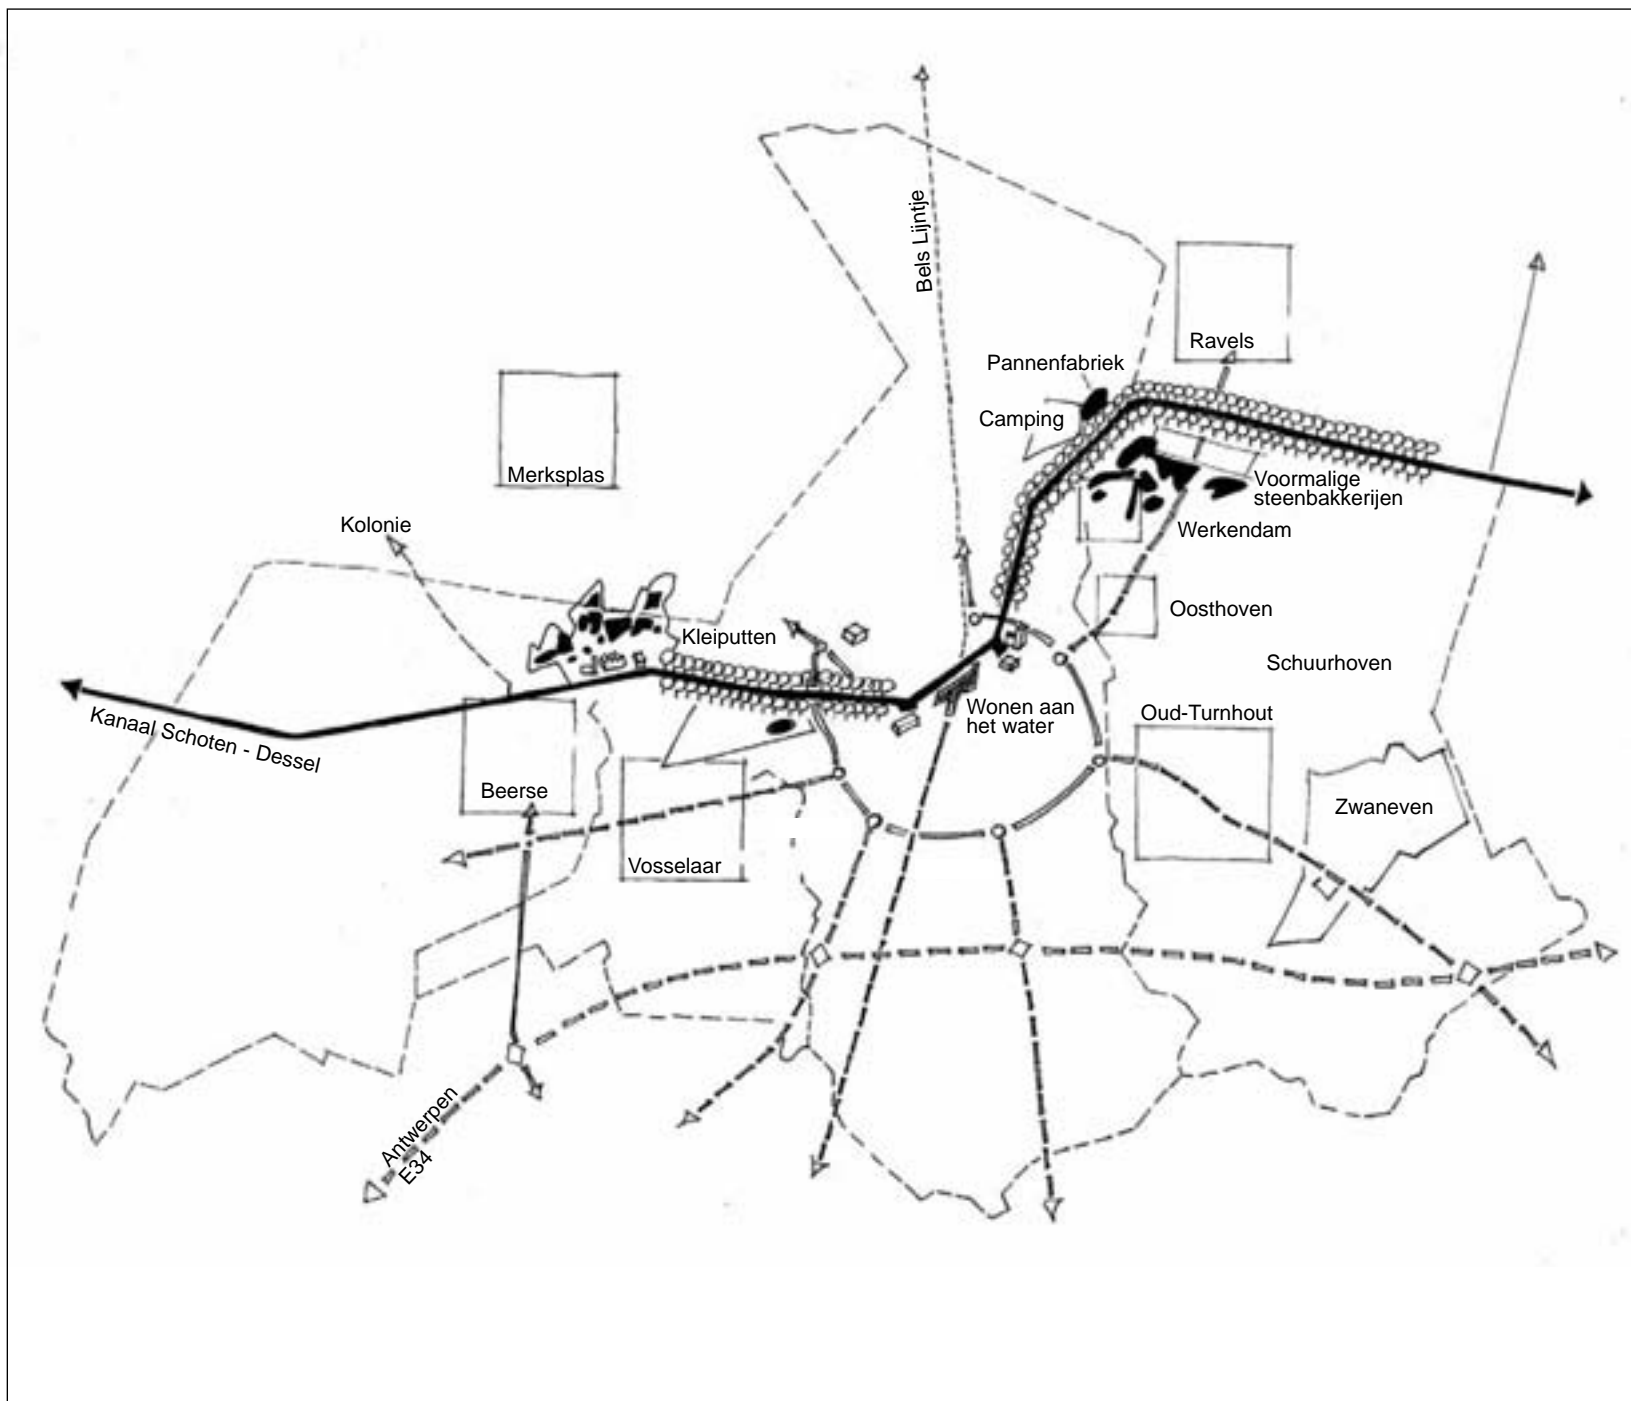 Bels Lijntje
Ravels
Pannenfabriek
Camping
Merksplas
Voormalige
steenbakkerijen
Kolonie
Werkendam
Oosthoven
Kleiputten
Schuurhoven
Wonen aan
het water
Oud-Turnhout
Kanaal Schoten - Dessel
Beerse
Zwaneven
Vosselaar
Antwerpen
E34